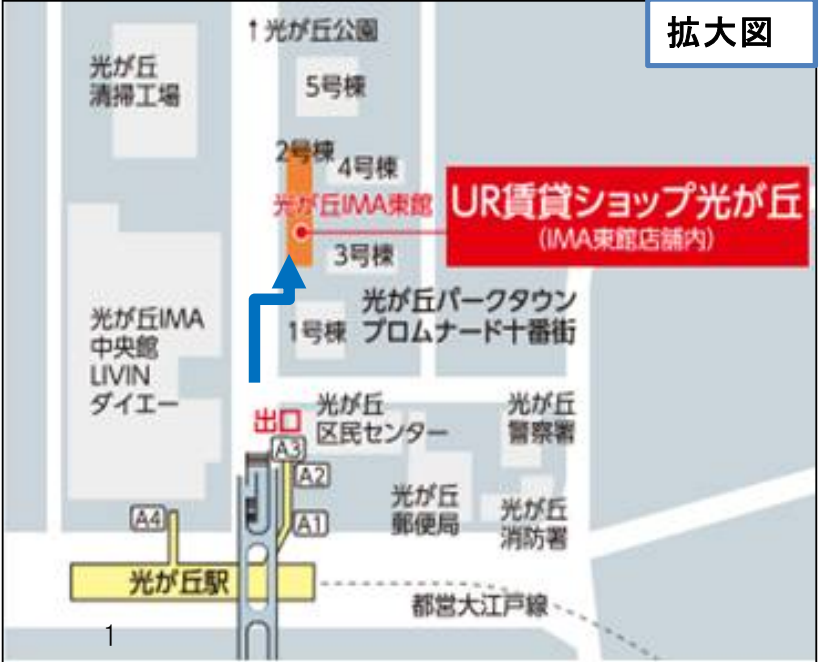 拡大図
↑光が丘公園
光が丘
清掃工場
5号棟
2号棟
4号棟
光が丘IMA東館
UR賃貸ショップ光が丘
(IMA東館店舗内)
3号棟
光が丘パークタウン
プロムナード十番街
1号棟
光が丘IMA
中央館
LIVIN
ダイエー
出口
光が丘
区民センター
光が丘
警察署
A3
A2
A1
A4
光が丘
郵便局
光が丘
消防署
光が丘駅
都営大江戸線
1